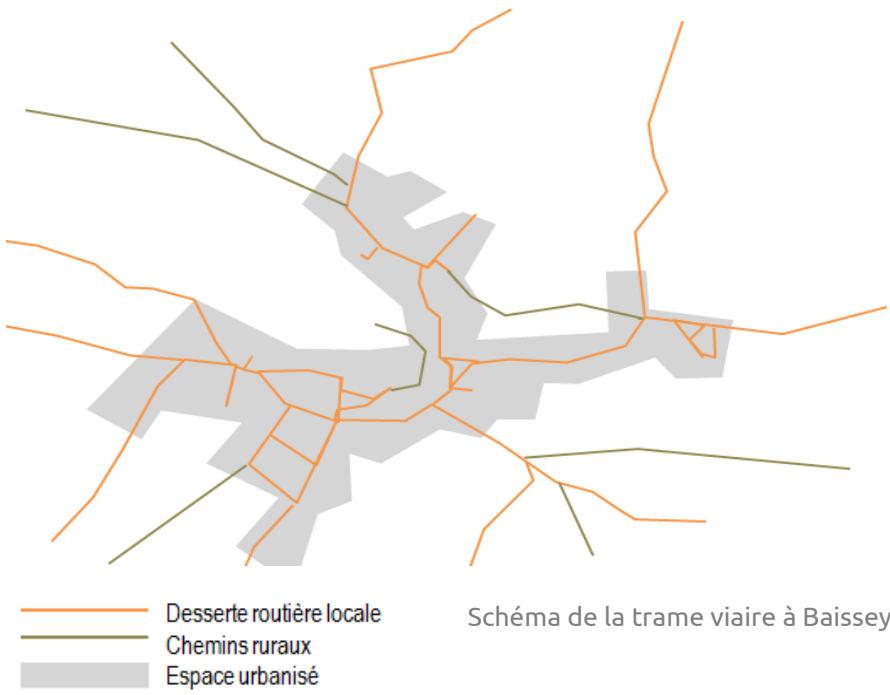 Desserte routière locale
Chemins ruraux
Espace urbanisé
Schéma de la trame viaire à Baissey